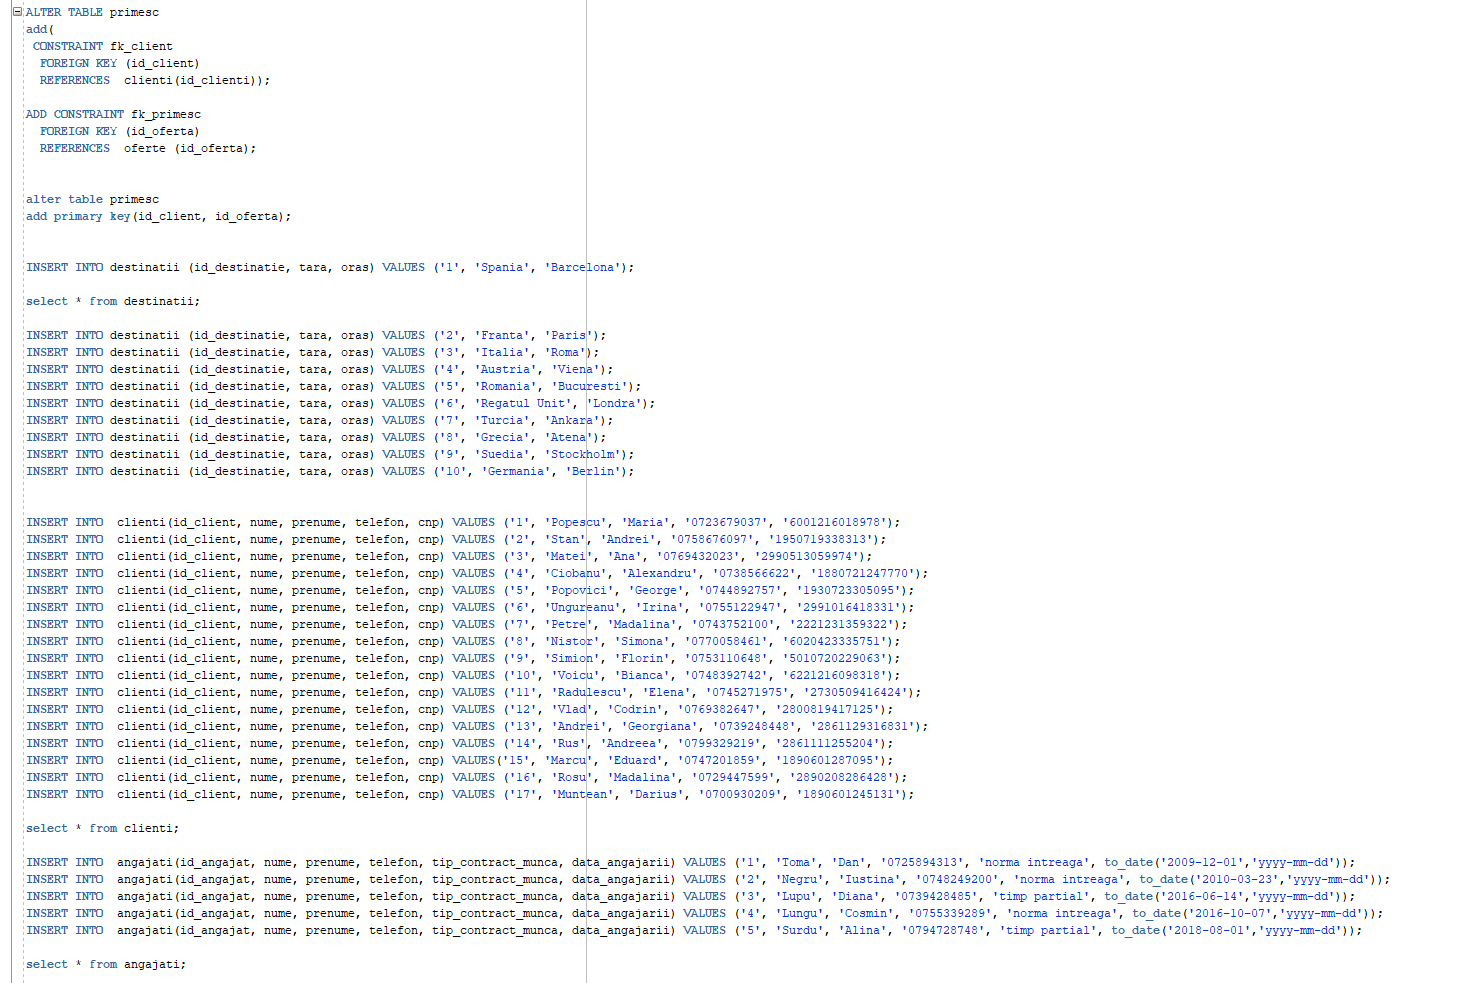 ALTER TABLE primesc
add(
CONSTRAINT fk_client
FOREIGN KEY (id_client)
REFERENCES clienti(id_clienti));
ADD CONSTRAINT fk_primesc
FOREIGN KEY (id_oferta)
REFERENCES oferte (id_oferta);
alter table primesc
add primary key(id_client, id_oferta);
INSERT INTO destinatii (id_destinatie, tara, oras) VALUES ('1', 'Spania', 'Barcelona');
select * from destinatii;
INSERT INTO destinatii (id_destinatie, tara, oras) VALUES ('2', 'Franta', 'Paris');
INSERT INTO destinatii (id_destinatie, tara, oras) VALUES ('3', 'Italia', 'Roma');
INSERT INTO destinatii (id_destinatie, tara, oras) VALUES ('4', 'Austria', 'Viena');
INSERT INTO destinatii (id_destinatie, tara, oras) VALUES ('5', 'Romania', 'Bucuresti');
INSERT INTO destinatii (id_destinatie, tara, oras) VALUES ('6', 'Regatul Unit', 'Londra');
INSERT INTO destinatii (id_destinatie, tara, oras) VALUES ('7', 'Turcia', 'Ankara');
INSERT INTO destinatii (id_destinatie, tara, oras) VALUES ('8', 'Grecia', 'Atena');
INSERT INTO destinatii (id_destinatie, tara, oras) VALUES ('9', 'Suedia', 'Stockholm');
INSERT INTO destinatii (id_destinatie, tara, oras) VALUES ('10', 'Germania', 'Berlin');
INSERT INTO clienti(id_client, nume, prenume, telefon, cnp) VALUES ('1', 'Popescu', 'Maria', '0723679037', '6001216018978');
INSERT INTO clienti(id_client, nume, prenume, telefon, cnp) VALUES ('2', 'Stan', 'Andrei', '0758676097', '1950719338313');
INSERT INTO clienti(id_client, nume, prenume, telefon, cnp) VALUES ('3', 'Matei', 'Ana', '0769432023', '2990513059974');
INSERT INTO clienti(id_client, nume, prenume, telefon, cnp) VALUES ('4', 'Ciobanu', 'Alexandru', '0738566622', '1880721247770');
INSERT INTO clienti(id_client, nume, prenume, telefon, cnp) VALUES ('5', 'Popovici', 'George', '0744892757', '1930723305095');
INSERT INTO clienti(id_client, nume, prenume, telefon, cnp) VALUES ('6', 'Ungureanu', 'Irina', '0755122947', '2991016418331');
INSERT INTO clienti(id_client, nume, prenume, telefon, cnp) VALUES ('7', 'Petre', 'Madalina', '0743752100', '2221231359322');
INSERT INTO clienti(id_client, nume, prenume, telefon, cnp) VALUES ('8', 'Nistor', 'Simona', '0770058461', '6020423335751');
INSERT INTO clienti(id_client, nume, prenume, telefon, cnp) VALUES ('9', 'Simion', 'Florin', '0753110648', '5010720229063');
INSERT INTO clienti(id_client, nume, prenume, telefon, cnp) VALUES ('10', 'Voicu', 'Bianca', '0748392742', '6221216098318');
INSERT INTO clienti(id_client, nume, prenume, telefon, cnp) VALUES ('11', 'Radulescu', 'Elena', '0745271975', '2730509416424');
INSERT INTO clienti(id_client, nume, prenume, telefon, cnp) VALUES ('12', 'Vlad', 'Codrin', '0769382647', '2800819417125');
INSERT INTO clienti(id_client, nume, prenume, telefon, cnp) VALUES ('13', 'Andrei', 'Georgiana', '0739248448', '2861129316831');
INSERT INTO clienti(id_client, nume, prenume, telefon, cnp) VALUES ('14', 'Rus', 'Andreea', '0799329219', '2861111255204');
INSERT INTO clienti(id_client, nume, prenume, telefon, cnp) VALUES('15', 'Marcu', 'Eduard', '0747201859', '1890601287095');
INSERT INTO clienti(id_client, nume, prenume, telefon, cnp) VALUES ('16', 'Rosu', 'Madalina', '0729447599', '2890208286428');
INSERT INTO clienti(id_client, nume, prenume, telefon, cnp) VALUES ('17', 'Muntean', 'Darius', '0700930209', '1890601245131');
select * from clienti;
INSERT INTO angajati(id_angajat, nume, prenume, telefon, tip_contract_munca, data_angajarii) VALUES ('1', 'Toma', 'Dan', '0725894313', 'norma intreaga', to_date('2009-12-01','yyyy-mm-dd'));
INSERT INTO angajati(id_angajat, nume, prenume, telefon, tip_contract_munca, data_angajarii) VALUES ('2', 'Negru', 'Iustina', '0748249200', 'norma intreaga', to_date('2010-03-23','yyyy-mm-dd'));
INSERT INTO angajati(id_angajat, nume, prenume, telefon, tip_contract_munca, data_angajarii) VALUES ('3', 'Lupu', 'Diana', '0739428485', 'timp partial', to_date('2016-06-14','yyyy-mm-dd'));
INSERT INTO angajati(id_angajat, nume, prenume, telefon, tip_contract_munca, data_angajarii) VALUES ('4', 'Lungu', 'Cosmin', '0755339289', 'norma intreaga', to_date('2016-10-07','yyyy-mm-dd'));
INSERT INTO angajati(id_angajat, nume, prenume, telefon, tip_contract_munca, data_angajarii) VALUES ('5', 'Surdu', 'Alina', '0794728748', 'timp partial', to_date('2018-08-01','yyyy-mm-dd'));
select * from angajati;